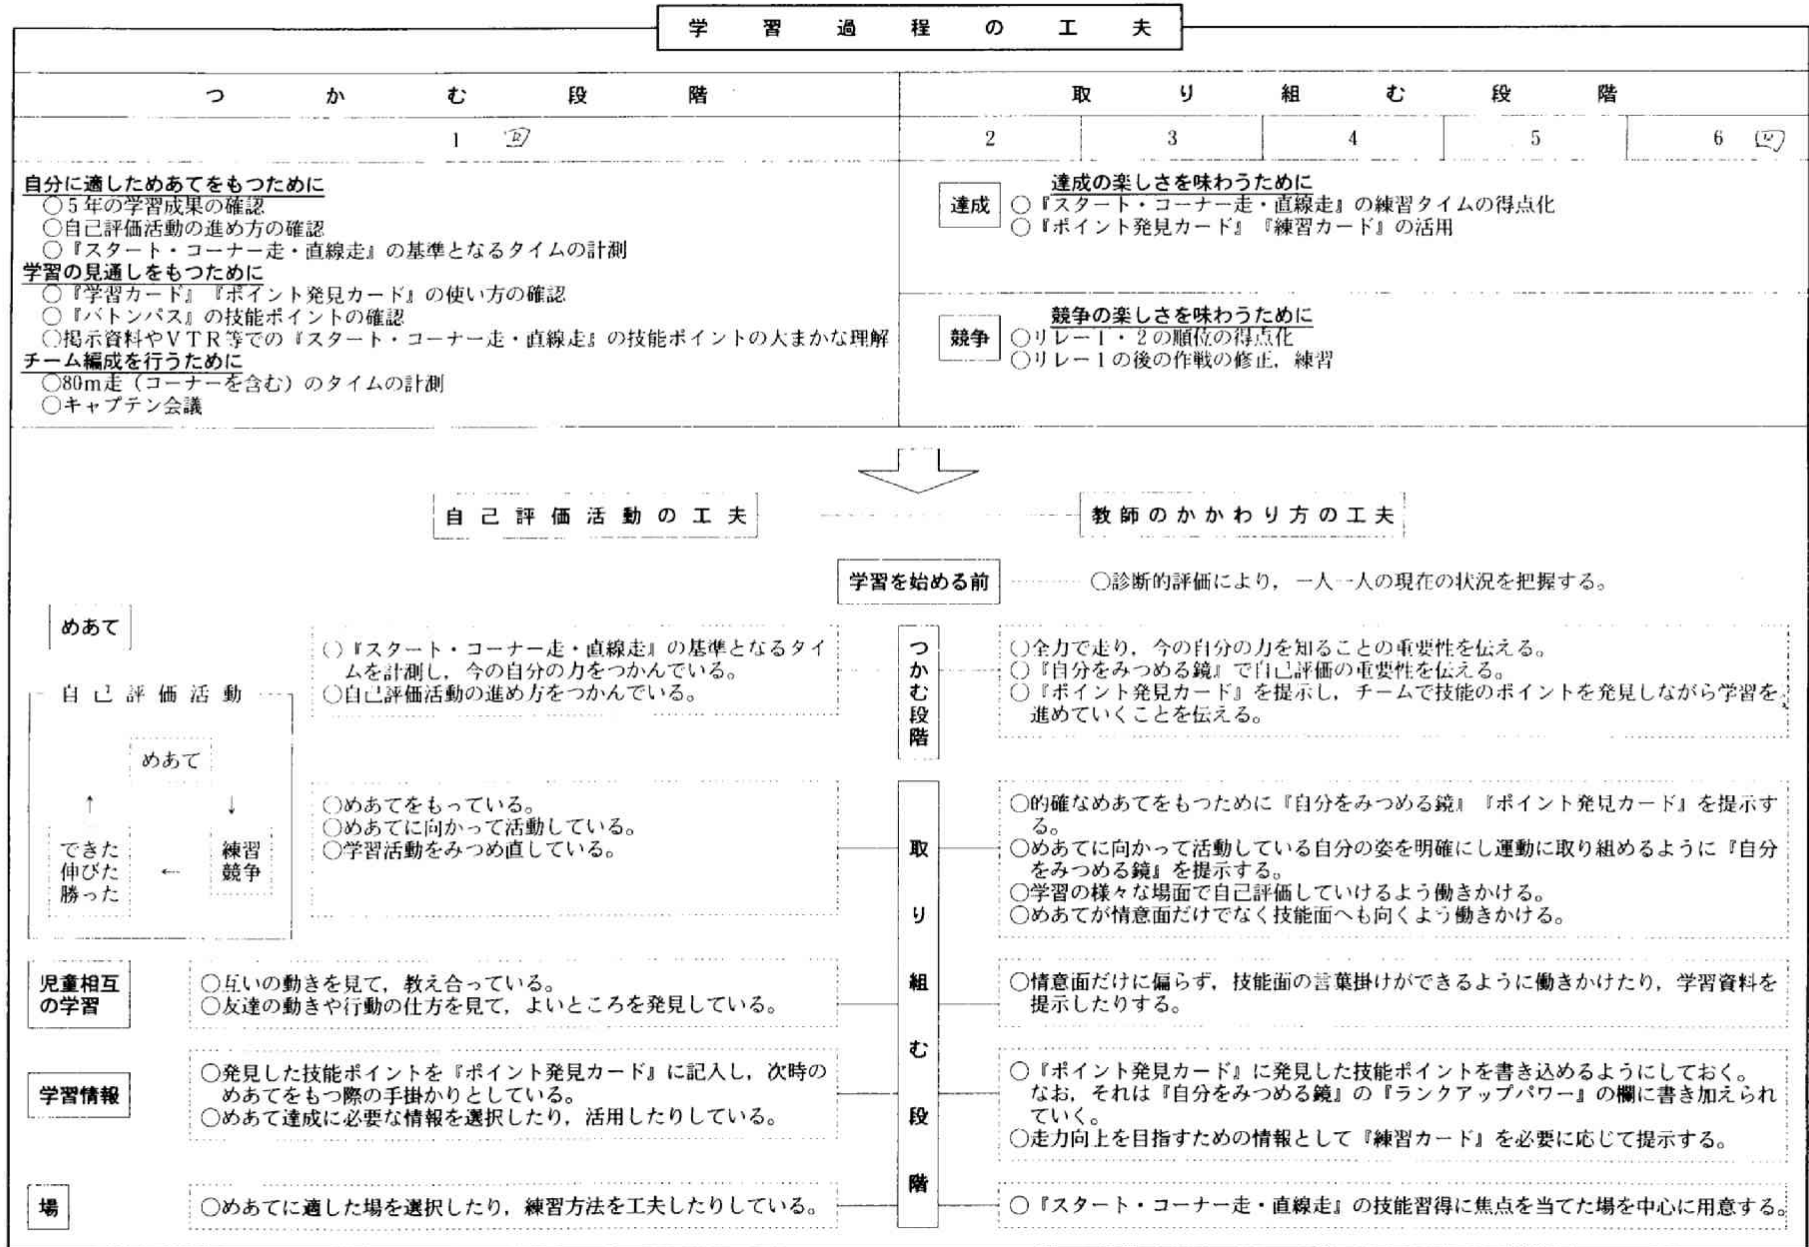 学習過程の工夫
つかむ段階
取り組む段階
1
2
3
4
5
6
自分に適しためあてをもつために
○5年の学習成果の確認
○自己評価活動の進め方の確認
○『スタート・コーナー走・直線走』の基準となるタイムの計測
学習の見通しをもつために
○『学習カード』『ポイント発見カード』の使い方の確認
○『バトンパス』の技能ポイントの確認
○掲示資料やVTR等での『スタート・コーナー走・直線走』の技能ポイントの大まかな理解
チーム編成を行うために
○80m走(コーナーを含む)のタイムの計測
○キャプテン会議
達成
達成の楽しさを味わうために
○『スタート・コーナー走・直線走』の練習タイムの得点化
○『ポイント発見カード』『練習カード』の活用
競争
競争の楽しさを味わうために
○リレー1・2の順位の得点化
○リレー1の後の作戦の修正,練習
自己評価活動の工夫
教師のかかわり方の工夫
学習を始める前
○診断的評価により,一人一人の現在の状況を把握する。
めあて
○『スタート・コーナー走・直線走』の基準となるタイ
ムを計測し,今の自分の力をつかんでいる。
○自己評価活動の進め方をつかんでいる。
つかむ段階
○全力で走り,今の自分の力を知ることの重要性を伝える。
○『自分をみつめる鏡』で自己評価の重要性を伝える。
○『ポイント発見カード』を提示し,チームで技能のポイントを発見しながら学習を
進めていくことを伝える。
自己評価活動
めあて
↑ ↓
できた
伸びた
勝った
←
練習
競争
○めあてをもっている。
○めあてに向かって活動している。
○学習活動をみつめ直している。
取り組む段階
○的確なめあてをもつために『自分をみつめる鏡』『ポイント発見カード』を提示す
る。
○めあてに向かって活動している自分の姿を明確にし運動に取り組めるように『自分
をみつめる鏡』を提示する。
○学習の様々な場面で自己評価していけるよう働きかける。
○めあてが情意面だけでなく技能面へも向くよう働きかける。
児童相互
の学習
○互いの動きを見て,教え合っている。
○友達の動きや行動の仕方を見て,よいところを発見している。
○情意面だけに偏らず,技能面の言葉掛けができるように働きかけたり,学習資料を
提示したりする。
学習情報
○発見した技能ポイントを『ポイント発見カード』に記入し,次時の
めあてをもつ際の手掛かりとしている。
○めあて達成に必要な情報を選択したり,活用したりしている。
○『ポイント発見カード』に発見した技能ポイントを書き込めるようにしておく。
なお,それは『自分をみつめる鏡』の『ランクアップパワー』の欄に書き加えられ
ていく。
○走力向上を目指すための情報として『練習カード』を必要に応じて提示する。
場
○めあてに適した場を選択したり,練習方法を工夫したりしている。
○『スタート・コーナー走・直線走』の技能習得に焦点を当てた場を中心に用意する。